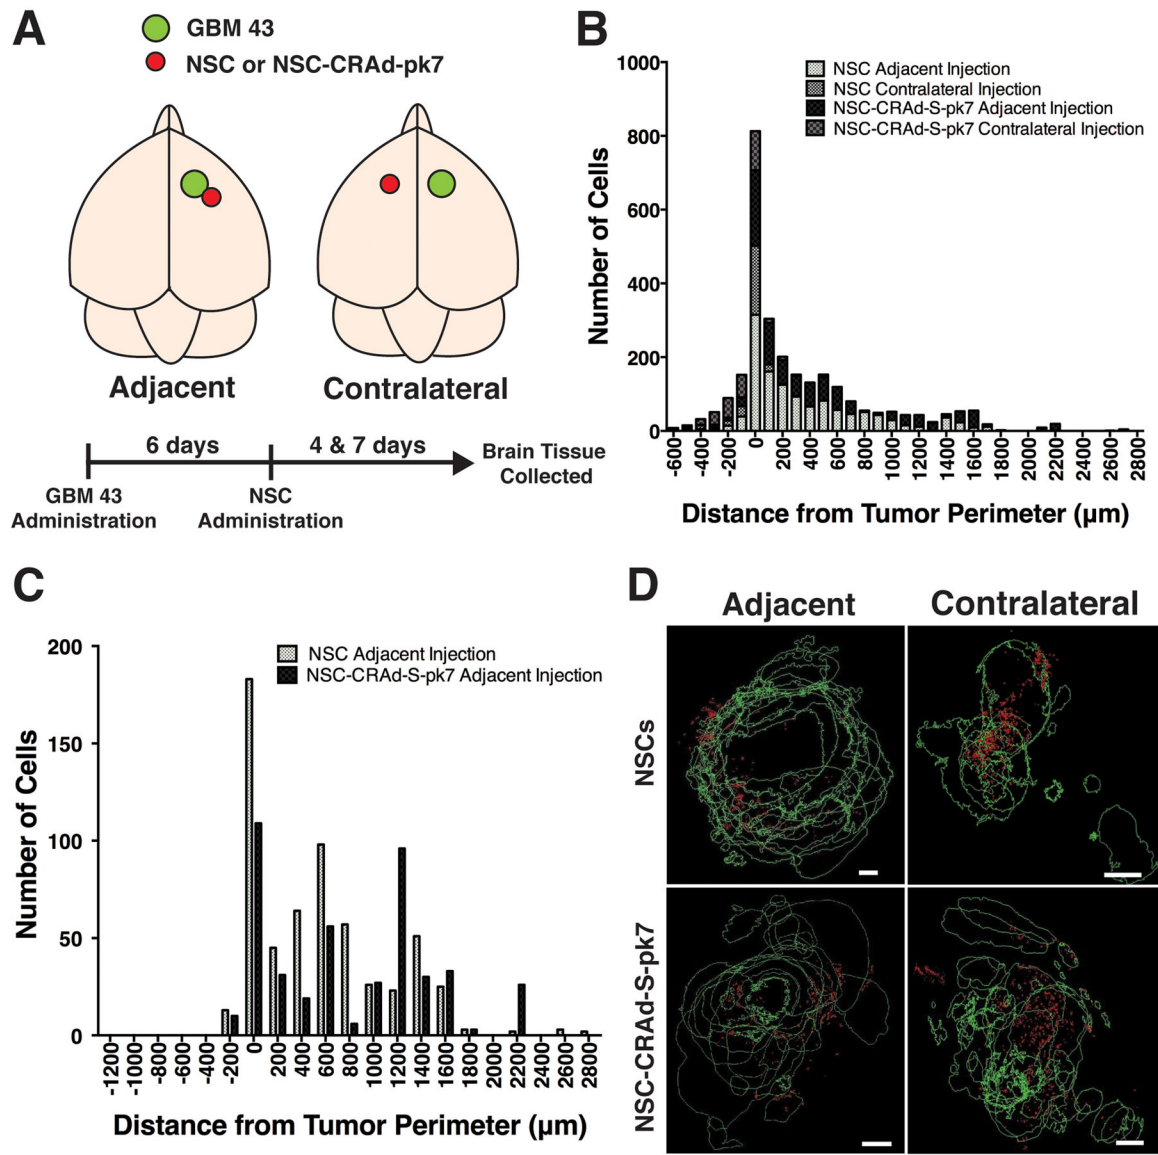 A
GBM 43
NSC or NSC-CRAd-pk7
Adjacent
Contralateral
6 days
4 & 7 days
Brain Tissue
Collected
GBM 43
Administration
NSC
Administration
B
NSC Adjacent Injection
NSC Contralateral Injection
NSC-CRAd-S-pk7 Adjacent Injection
NSC-CRAd-S-pk7 Contralateral Injection
Number of Cells
1000
800
600
400
200
0
-600 -400 -200 0 200 400 600 800 1000 1200 1400 1600 1800 2000 2200 2400 2600 2800
Distance from Tumor Perimeter (µm)
C
NSC Adjacent Injection
NSC-CRAd-S-pk7 Adjacent Injection
Number of Cells
200
150
100
50
0
-1200 -1000 -800 -600 -400 -200 0 200 400 600 800 1000 1200 1400 1600 1800 2000 2200 2400 2600 2800
Distance from Tumor Perimeter (µm)
D
Adjacent
Contralateral
NSCs
NSC-CRAd-S-pk7